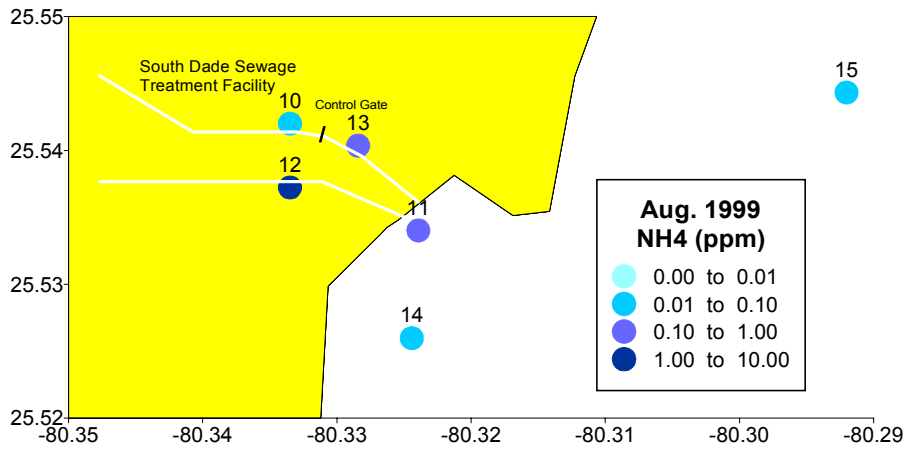 25.55
South Dade Sewage
Treatment Facility
15
10
Control Gate
13
25.54
12
11
Aug. 1999
NH4 (ppm)
0.00 to 0.01
0.01 to 0.10
0.10 to 1.00
1.00 to 10.00
25.53
14
25.52
-80.35 -80.34 -80.33 -80.32 -80.31 -80.30 -80.29